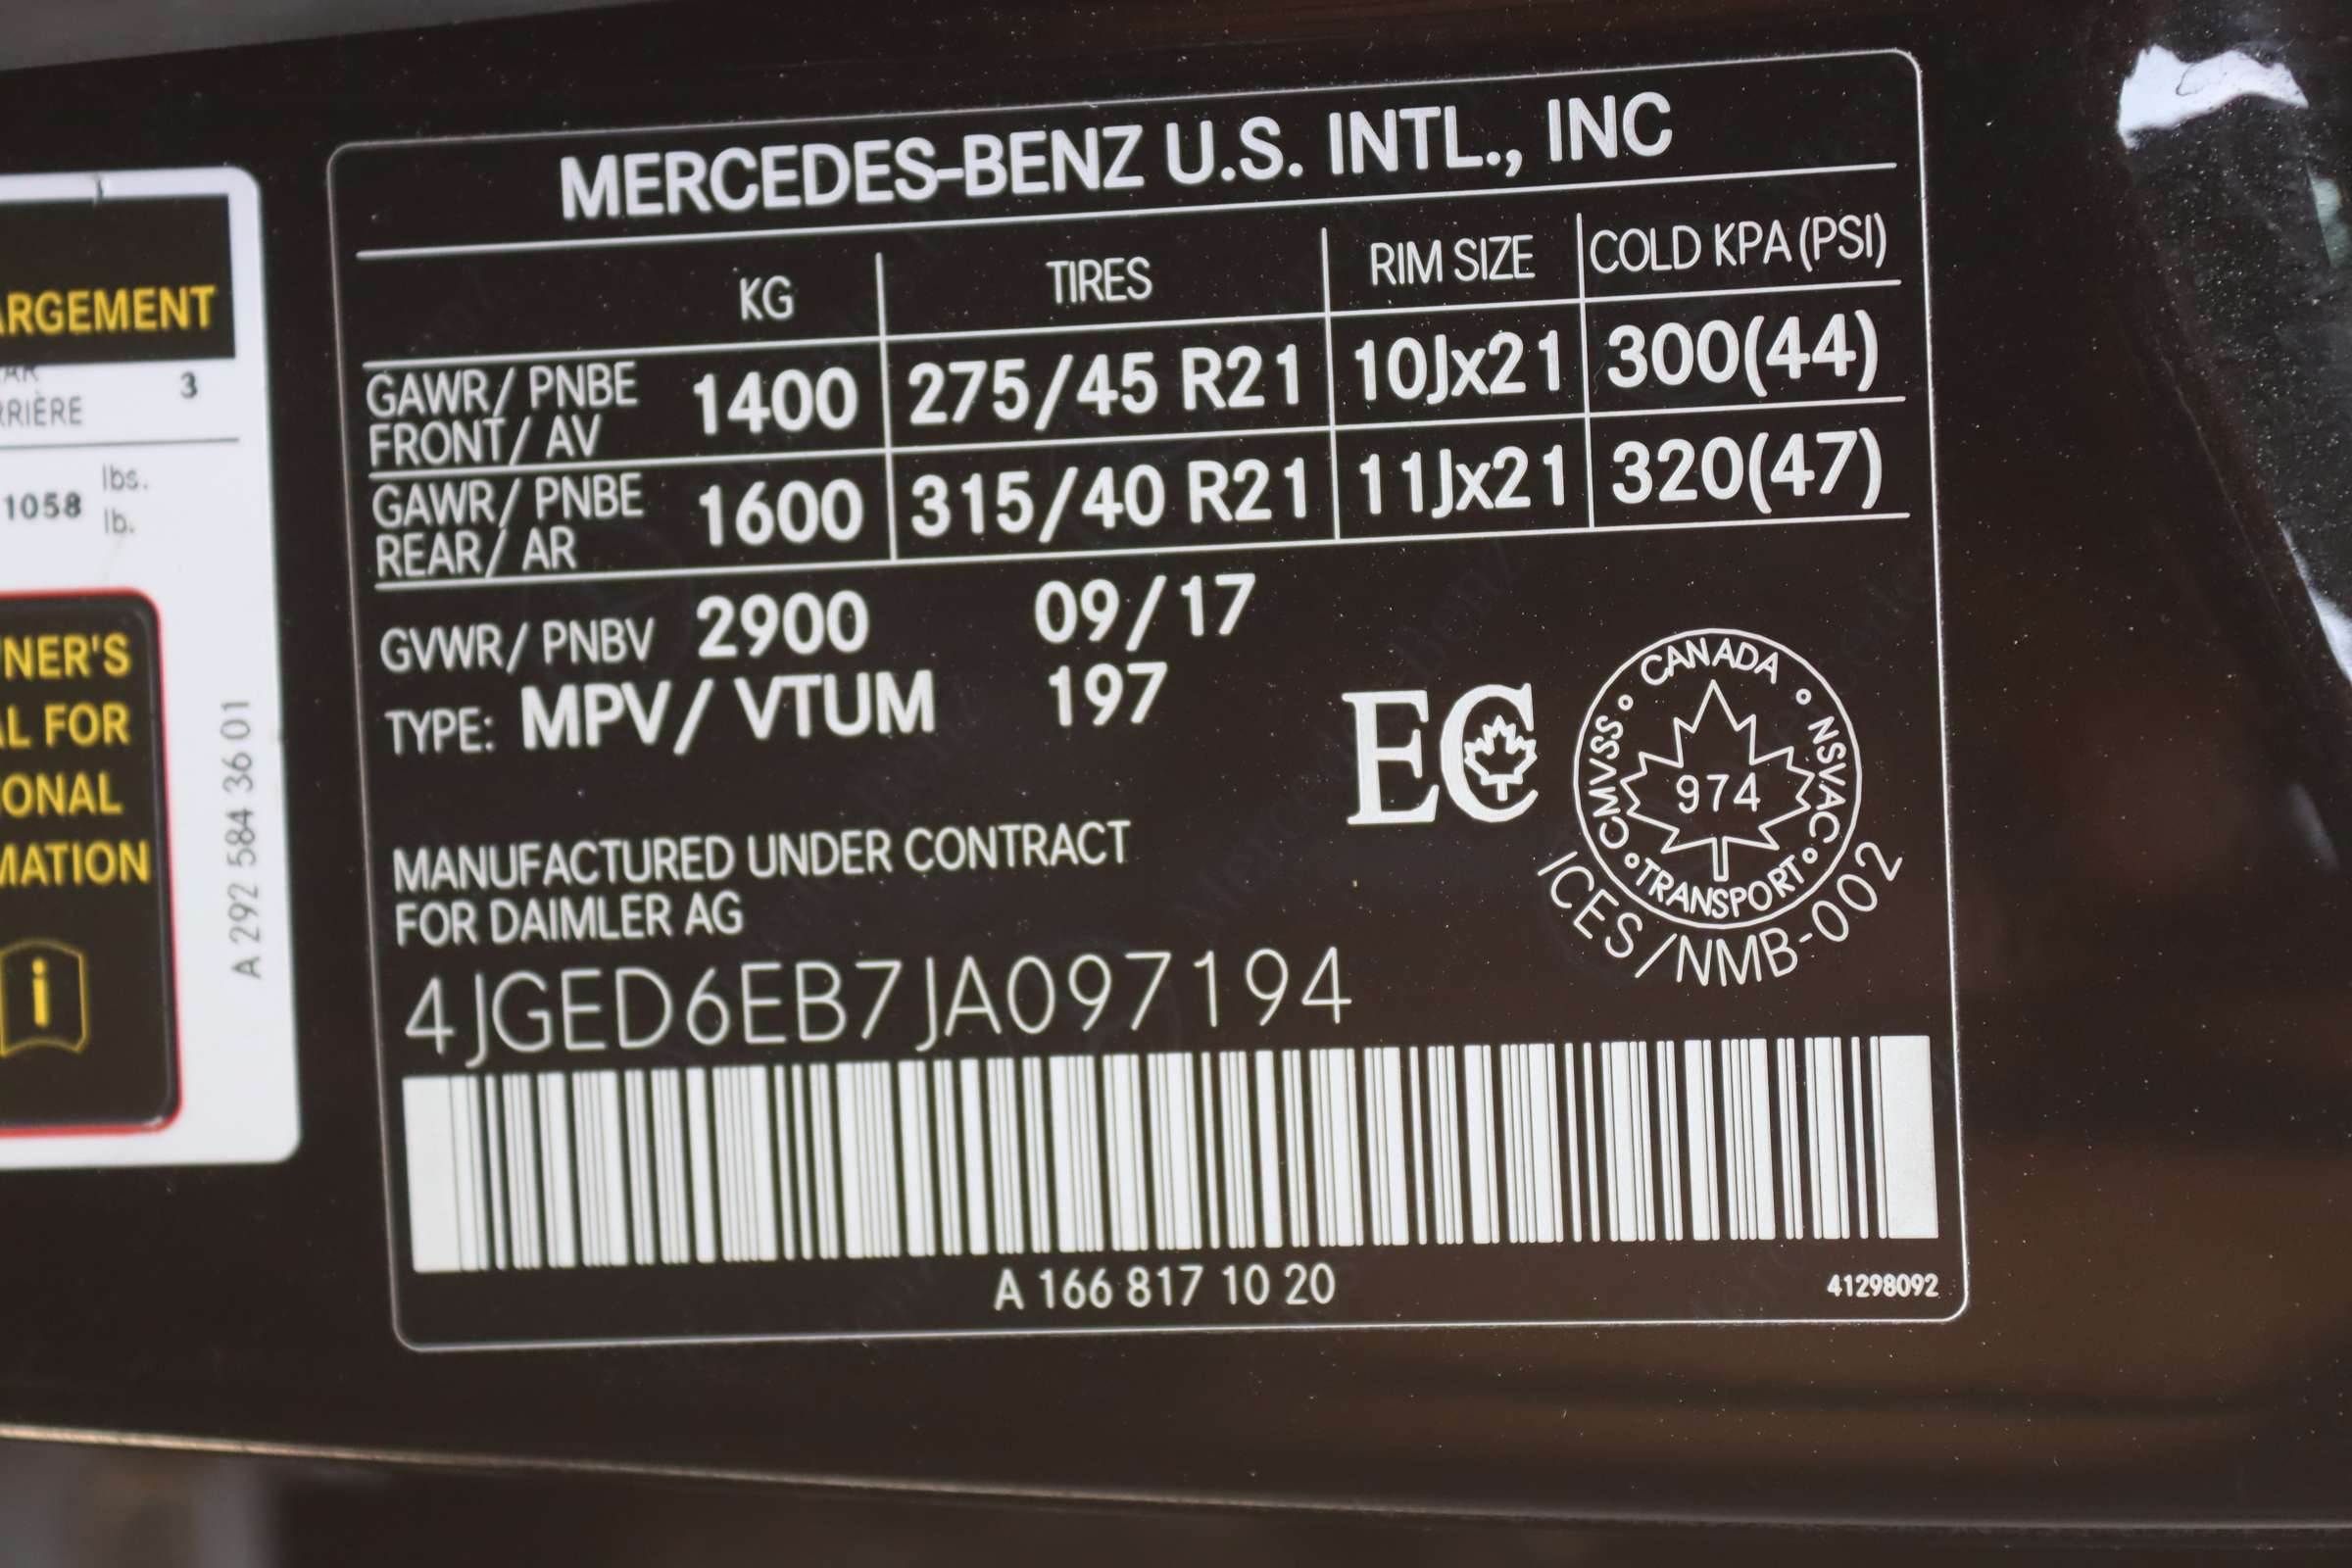 ARGEMENT
3
RRIÈRE
1058 lbs.
lb.
NER'S
L FOR
ONAL
MATION
i
A 292 584 36 01
MERCEDES-BENZ U.S. INTL., INC
KG TIRES RIM SIZE COLD KPA (PSI)
GAWR/ PNBE FRONT/ AV 1400 275/45 R21 10Jx21 300(44)
GAWR/ PNBE REAR/ AR 1600 315/40 R21 11Jx21 320(47)
GVWR/ PNBV 2900 09/17
TYPE: MPV/ VTUM 197
EC
CANADA
NSVAC
TRANSPORT
CMVSS
974
ICES/NMB-002
MANUFACTURED UNDER CONTRACT
FOR DAIMLER AG
4JGED6EB7JA097194
A 166 817 10 20
41298092